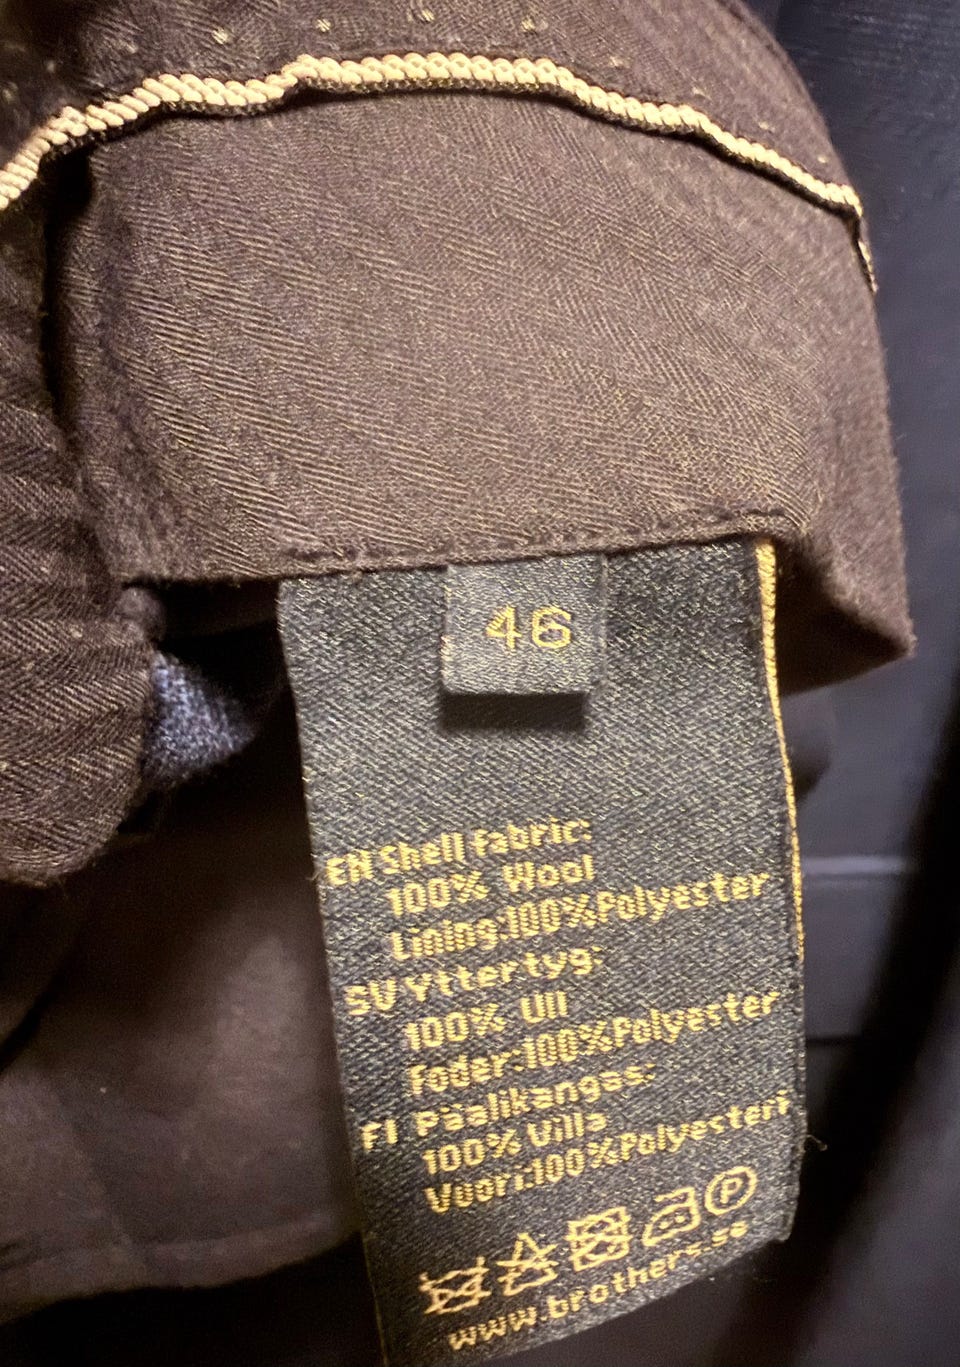 46
EN Shell fabric:
100% Wool
Lining:100%Polyester
SV Yttertyg:
100% Ull
Foder:100%Polyester
FI Päälikangas:
100% Villa
Vuori:100%Polyesteri
P
www.brothers.se